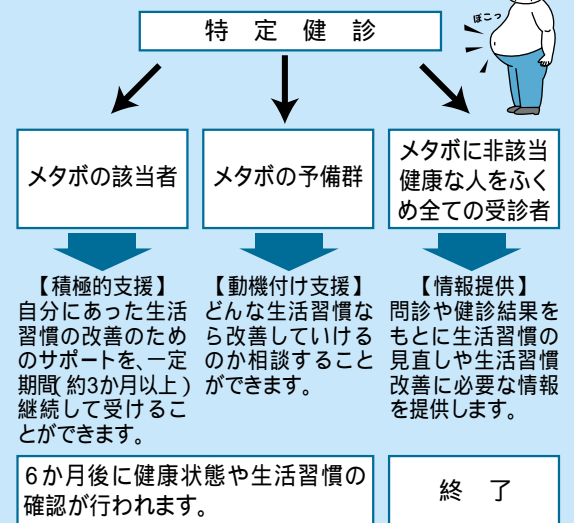 特定健診
ぽこっ
メタボの該当者
メタボの予備群
メタボに非該当
健康な人をふく
め全ての受診者
【積極的支援】
自分にあった生活
習慣の改善のため
のサポートを、一定
期間(約3か月以上)
継続して受けるこ
とができます。
【動機付け支援】
どんな生活習慣な
ら改善していける
のか相談すること
ができます。
【情報提供】
問診や健診結果を
もとに生活習慣の
見直しや生活習慣
改善に必要な情報
を提供します。
6か月後に健康状態や生活習慣の
確認が行われます。
終了